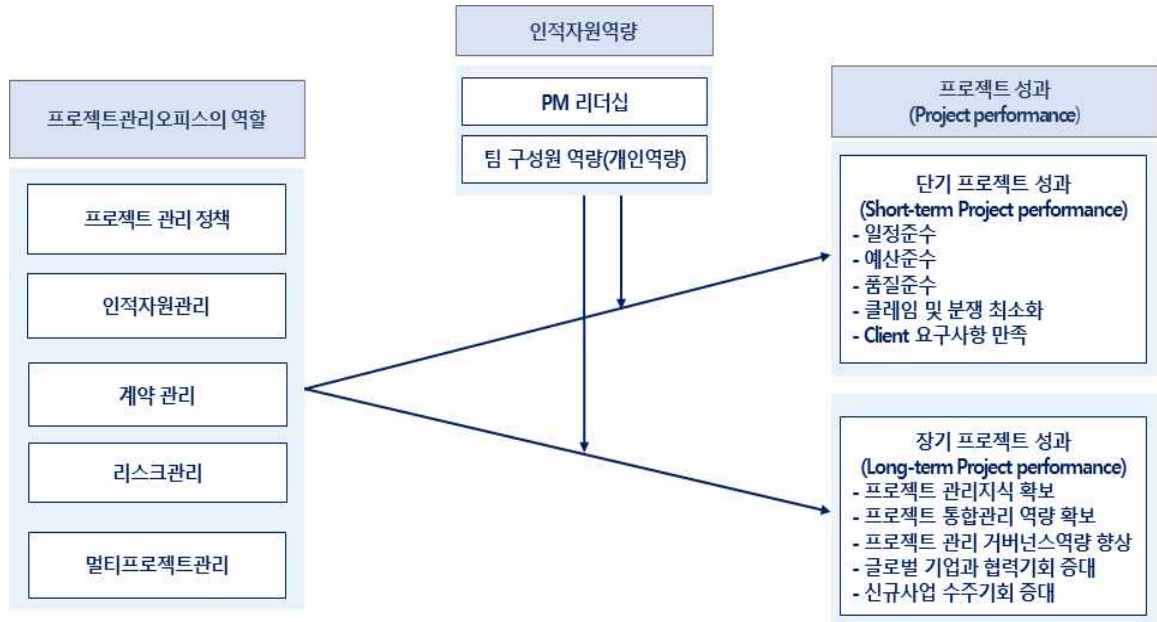 인적자원역량
PM 리더십
팀 구성원 역량(개인역량)
프로젝트관리오피스의 역할
프로젝트 관리 정책
인적자원관리
계약 관리
리스크관리
멀티프로젝트관리
프로젝트 성과
(Project performance)
단기 프로젝트 성과
(Short-term Project performance)
- 일정준수
- 예산준수
- 품질준수
- 클레임 및 분쟁 최소화
- Client 요구사항 만족
장기 프로젝트 성과
(Long-term Project performance)
- 프로젝트 관리지식 확보
- 프로젝트 통합관리 역량 확보
- 프로젝트 관리 거버넌스역량 향상
- 글로벌 기업과 협력기회 증대
- 신규사업 수주기회 증대